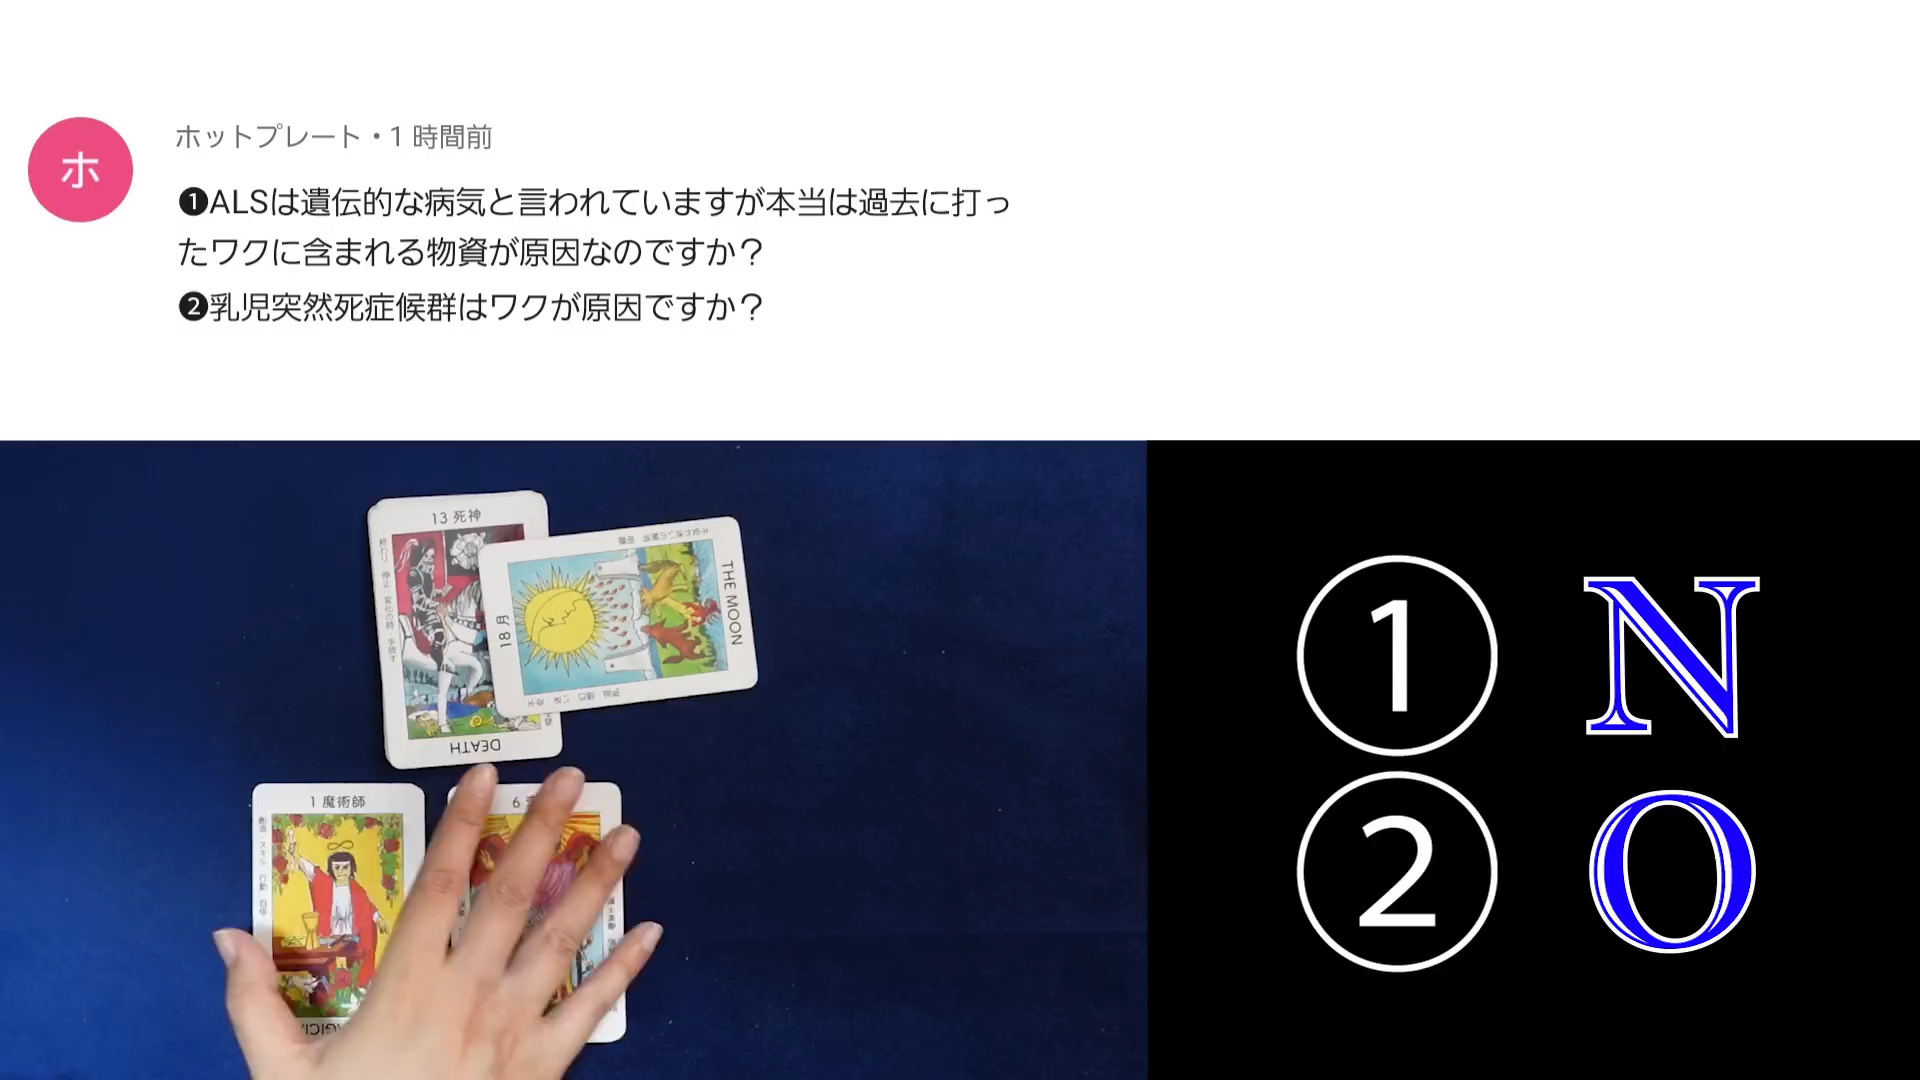 ホ
ホットプレート・1 時間前
❶ALSは遺伝的な病気と言われていますが本当は過去に打っ
たワクに含まれる物資が原因なのですか？
❷乳児突然死症候群はワクが原因ですか？
13 死神
DEATH
18 月
THE MOON
1 魔術師
6
① N
② O